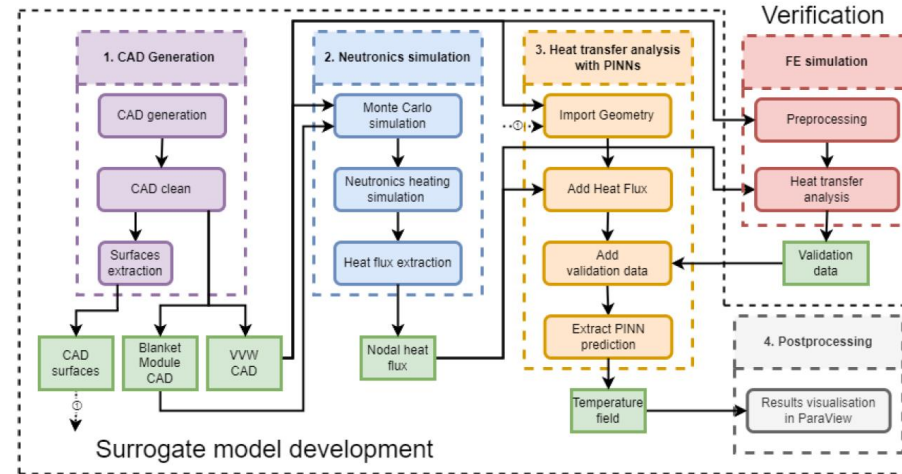 Verification
1. CAD Generation
CAD generation
CAD clean
Surfaces
extraction
CAD
surfaces
Blanket
Module
CAD
VVW
CAD
①
2. Neutronics simulation
Monte Carlo
simulation
Neutronics heating
simulation
Heat flux extraction
Nodal heat
flux
3. Heat transfer analysis
with PINNs
①
Import Geometry
Add Heat Flux
Add
validation data
Extract PINN
prediction
Temperature
field
FE simulation
Preprocessing
Heat transfer
analysis
Validation
data
4. Postprocessing
Results visualisation
in ParaView
Surrogate model development